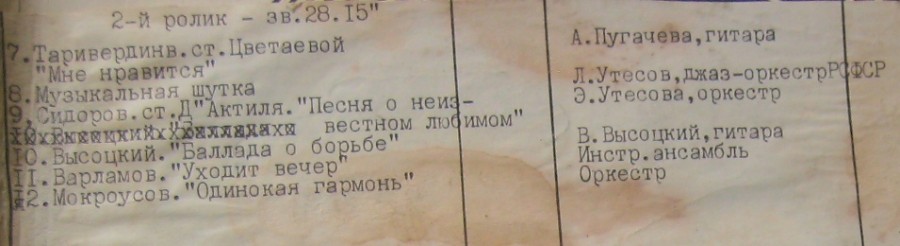 2-й ролик - зв.28.15"
7.Таривердинв.ст.Цветаевой А.Пугачева,гитара
"Мне нравится"
8.Музыкальная шутка Л.Утесов,джаз-оркестрРСФСР
9.Сидоров.ст.Д"Актиля."Песня о неиз- Э.Утесова,оркестр
вестном любимом"
10.Высоцкий."Баллада о борьбе" В.Высоцкий,гитара
11.Варламов."Уходит вечер" Инстр.ансамбль
12.Мокроусов."Одинокая гармонь" Оркестр